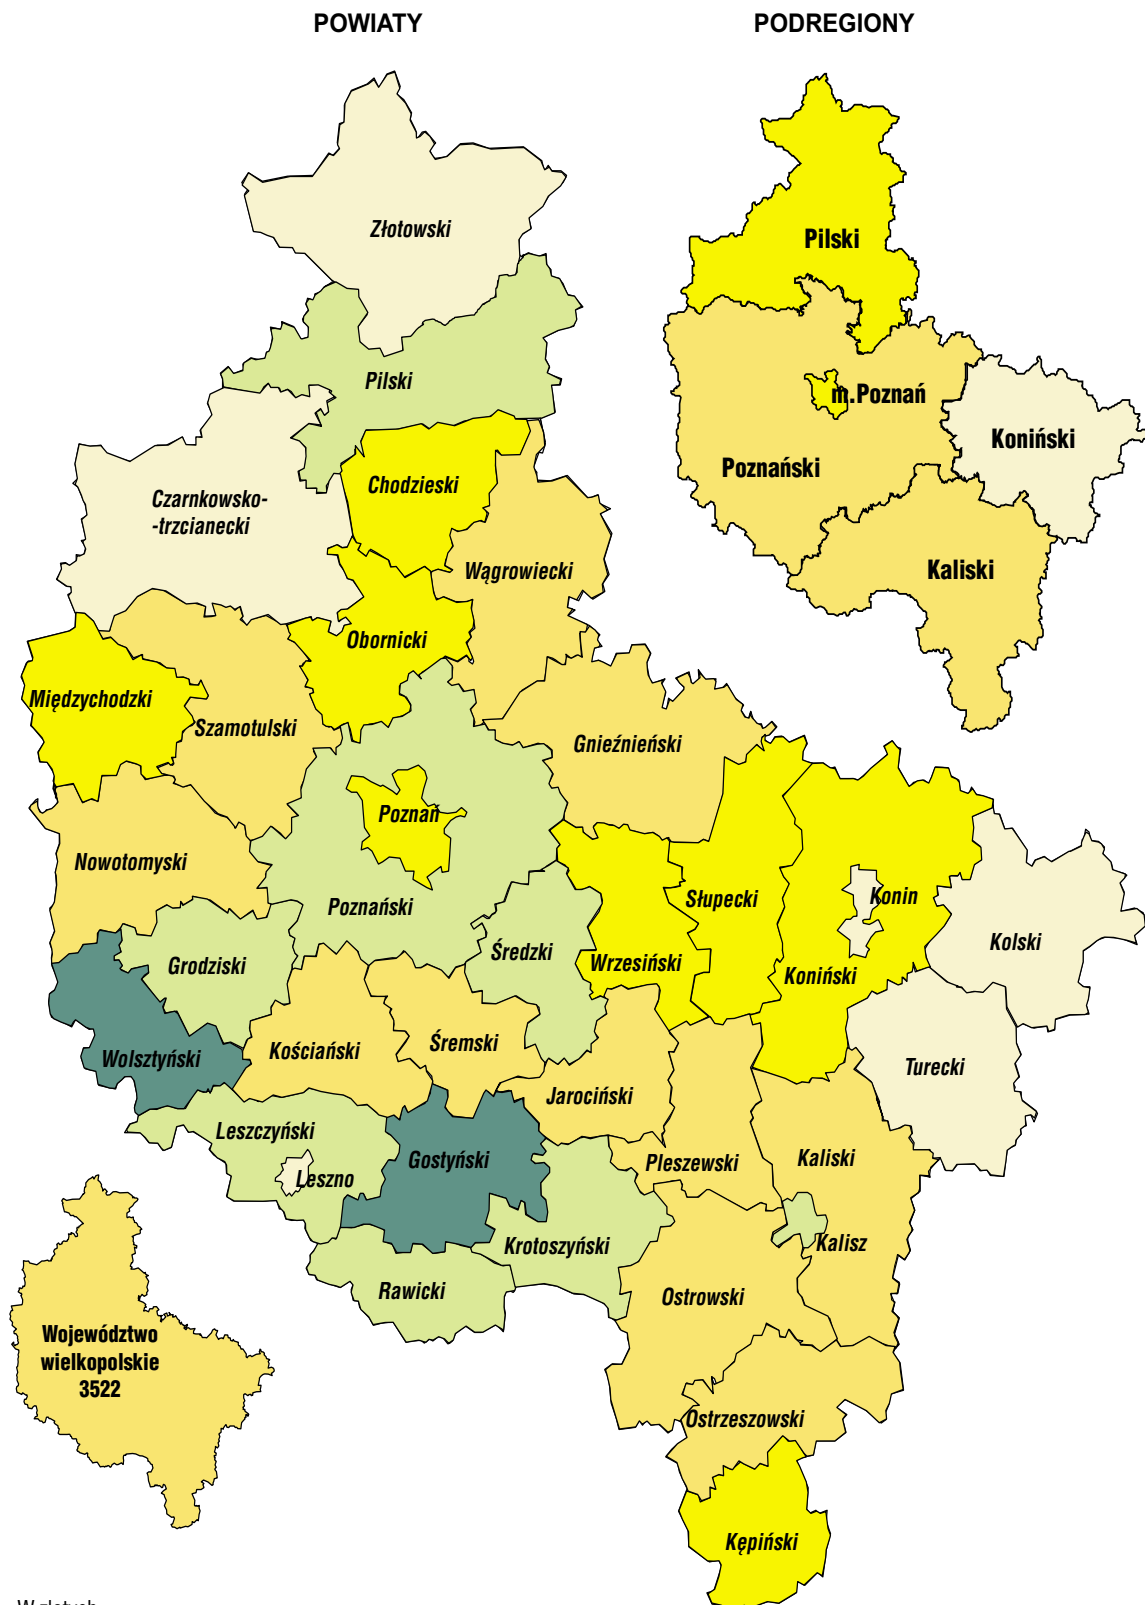 POWIATY
PODREGIONY
Złotowski
Pilski
Czarnkowsko-
-trzcianecki
Chodzieski
Wągrowiecki
Obornicki
Międzychodzki
Szamotulski
Gnieźnieński
Poznań
Nowotomyski
Poznański
Średzki
Wrzesiński
Słupecki
Konin
Koniński
Kolski
Grodziski
Wolsztyński
Kościański
Śremski
Jarociński
Turecki
Leszczyński
Leszno
Gostyński
Pleszewski
Kaliski
Kalisz
Krotoszyński
Rawicki
Ostrowski
Ostrzeszowski
Kępiński
Pilski
m.Poznań
Poznański
Koniński
Kaliski
Województwo
wielkopolskie
3522
W złotych